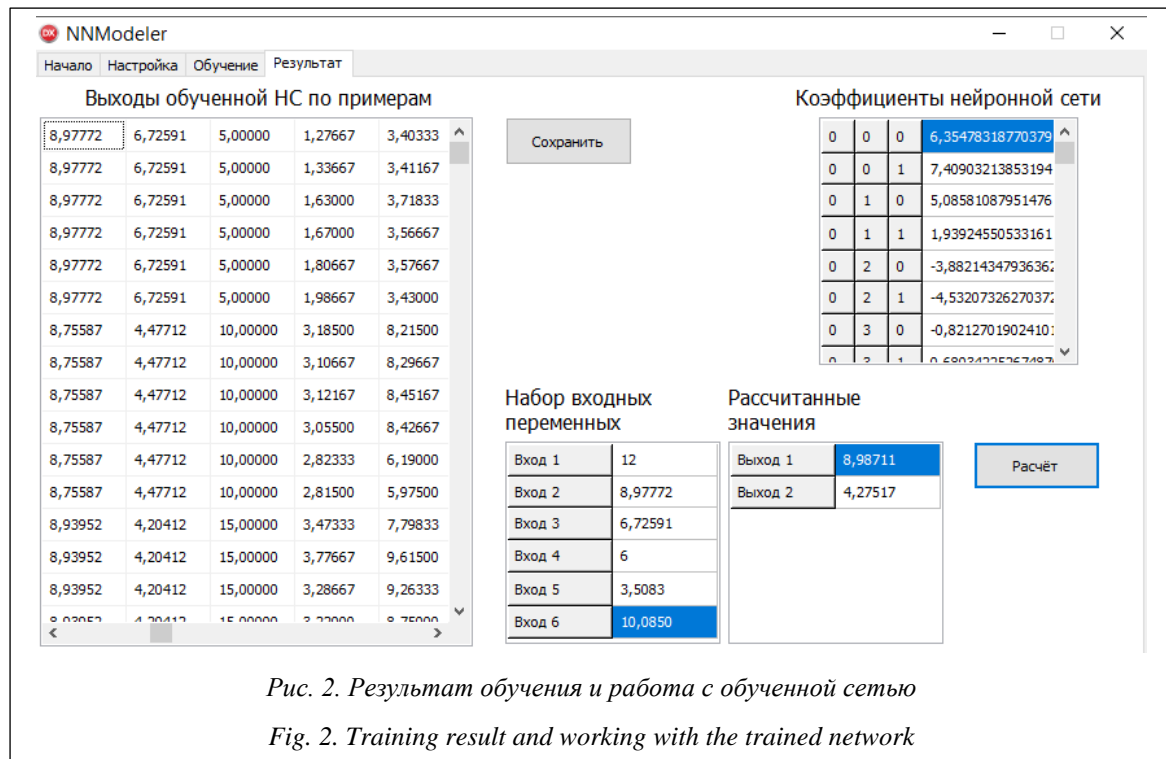 NNModeler
Начало Настройка Обучение Результат
Выходы обученной НС по примерам
8,97772 6,72591 5,00000 1,27667 3,40333
8,97772 6,72591 5,00000 1,33667 3,41167
8,97772 6,72591 5,00000 1,63000 3,71833
8,97772 6,72591 5,00000 1,67000 3,56667
8,97772 6,72591 5,00000 1,80667 3,57667
8,97772 6,72591 5,00000 1,98667 3,43000
8,75587 4,47712 10,00000 3,18500 8,21500
8,75587 4,47712 10,00000 3,10667 8,29667
8,75587 4,47712 10,00000 3,12167 8,45167
8,75587 4,47712 10,00000 3,05500 8,42667
8,75587 4,47712 10,00000 2,82333 6,19000
8,75587 4,47712 10,00000 2,81500 5,97500
8,93952 4,20412 15,00000 3,47333 7,79833
8,93952 4,20412 15,00000 3,77667 9,61500
8,93952 4,20412 15,00000 3,28667 9,26333
Сохранить
Коэффициенты нейронной сети
0 0 0 6,35478318770379
0 0 1 7,40903213853194
0 1 0 5,08581087951476
0 1 1 1,93924550533161
0 2 0 -3,88214347936362
0 2 1 -4,53207326270372
0 3 0 -0,8212701902410
Набор входных
переменных
Вход 1 12
Вход 2 8,97772
Вход 3 6,72591
Вход 4 6
Вход 5 3,5083
Вход 6 10,0850
Рассчитанные
значения
Выход 1 8,98711
Выход 2 4,27517
Расчёт
Рис. 2. Результат обучения и работа с обученной сетью
Fig. 2. Training result and working with the trained network